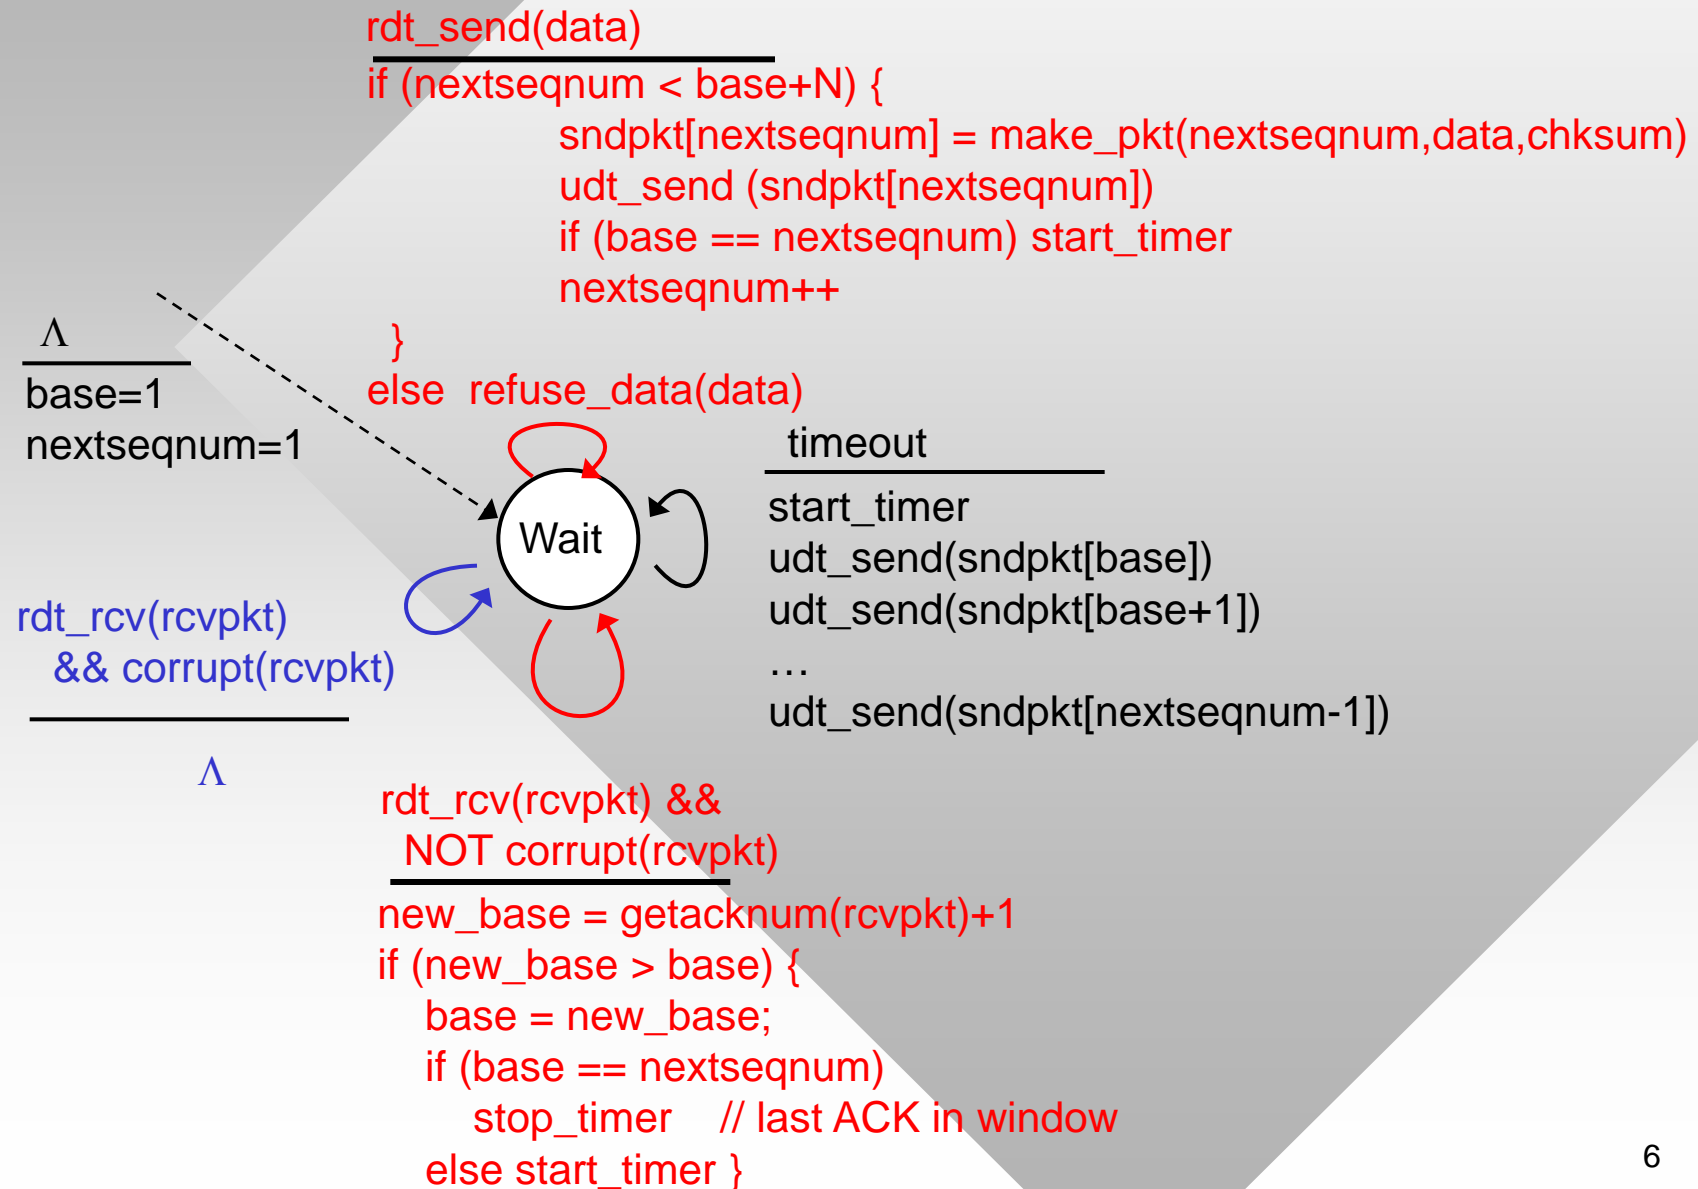 rdt_send(data)
if (nextseqnum < base+N) {
sndpkt[nextseqnum] = make_pkt(nextseqnum,data,chksum)
udt_send (sndpkt[nextseqnum])
if (base == nextseqnum) start_timer
nextseqnum++
}
else refuse_data(data)
Λ
base=1
nextseqnum=1
Wait
timeout
start_timer
udt_send(sndpkt[base])
udt_send(sndpkt[base+1])
…
udt_send(sndpkt[nextseqnum-1])
rdt_rcv(rcvpkt)
&& corrupt(rcvpkt)
Λ
rdt_rcv(rcvpkt) &&
NOT corrupt(rcvpkt)
new_base = getacknum(rcvpkt)+1
if (new_base > base) {
base = new_base;
if (base == nextseqnum)
stop_timer // last ACK in window
else start_timer }
6